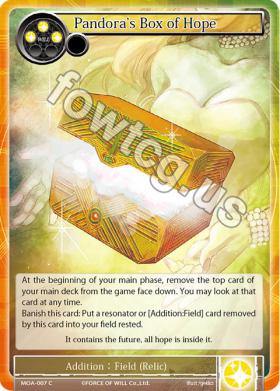 Pandora's Box of Hope
WILL
fowtcg.us
At the beginning of your main phase, remove the top card of
your main deck from the game face down. You may look at that
card at any time.
Banish this card: Put a resonator or [Addition:Field] card removed
by this card into your field rested.
It contains the future, all hope is inside it.
Addition : Field (Relic)
MOA-007 C
©FORCE OF WILL Co.,Ltd.